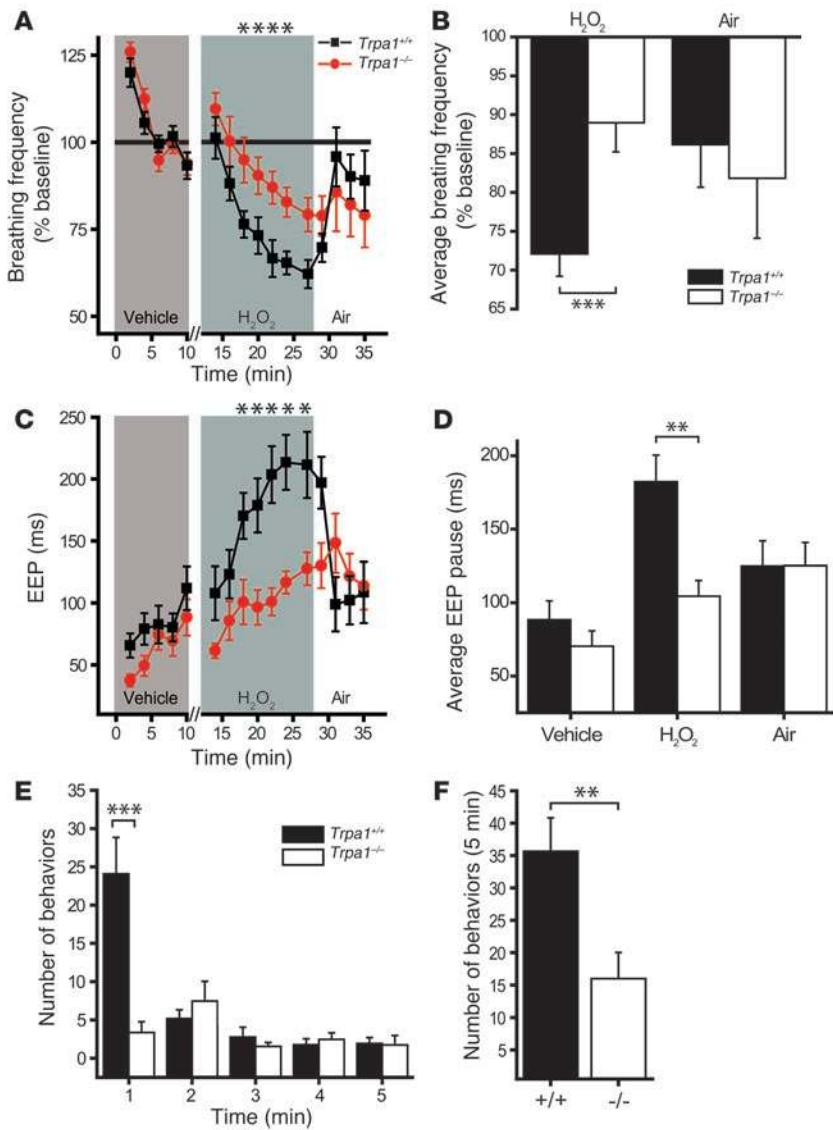 A
****
Trpa1+/+
Trpa1−/−
Breathing frequency
(% baseline)
125
100
75
50
Vehicle
H₂O₂
Air
0 5 10 15 20 25 30 35
Time (min)
B
H₂O₂
Air
Average breating frequency
(% baseline)
100
95
90
85
80
75
70
65
***
Trpa1+/+
Trpa1−/−
C
*****
EEP (ms)
250
200
150
100
50
Vehicle
H₂O₂
Air
0 5 10 15 20 25 30 35
Time (min)
D
**
Average EEP pause (ms)
200
150
100
50
Vehicle H₂O₂ Air
E
***
Trpa1+/+
Trpa1−/−
Number of behaviors
35
30
25
20
15
10
5
0
1 2 3 4 5
Time (min)
F
**
Number of behaviors (5 min)
45
40
35
30
25
20
15
10
5
+/+ -/-